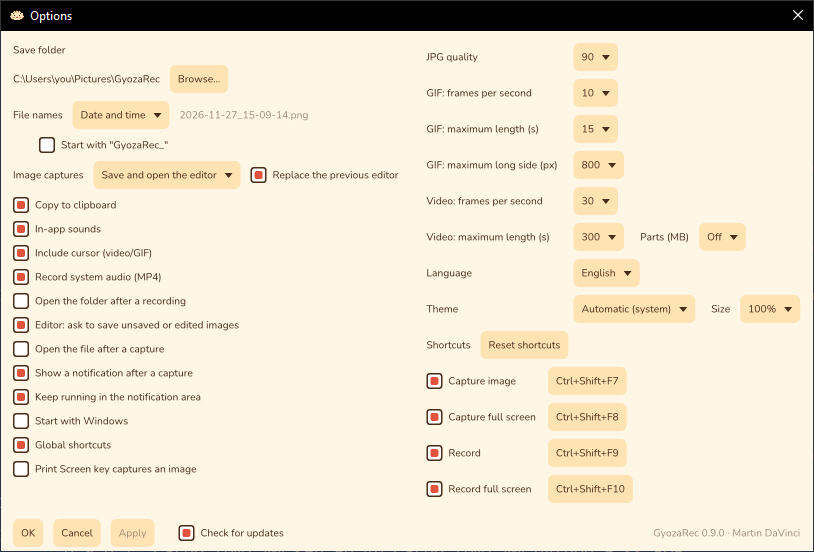 Options
Save folder
C:\Users\you\Pictures\GyozaRec Browse...
File names Date and time 2026-11-27_15-09-14.png
Start with "GyozaRec_"
Image captures Save and open the editor Replace the previous editor
Copy to clipboard
In-app sounds
Include cursor (video/GIF)
Record system audio (MP4)
Open the folder after a recording
Editor: ask to save unsaved or edited images
Open the file after a capture
Show a notification after a capture
Keep running in the notification area
Start with Windows
Global shortcuts
Print Screen key captures an image
JPG quality 90
GIF: frames per second 10
GIF: maximum length (s) 15
GIF: maximum long side (px) 800
Video: frames per second 30
Video: maximum length (s) 300 Parts (MB) Off
Language English
Theme Automatic (system) Size 100%
Shortcuts Reset shortcuts
Capture image Ctrl+Shift+F7
Capture full screen Ctrl+Shift+F8
Record Ctrl+Shift+F9
Record full screen Ctrl+Shift+F10
OK Cancel Apply Check for updates GyozaRec 0.9.0 · Martin DaVinci